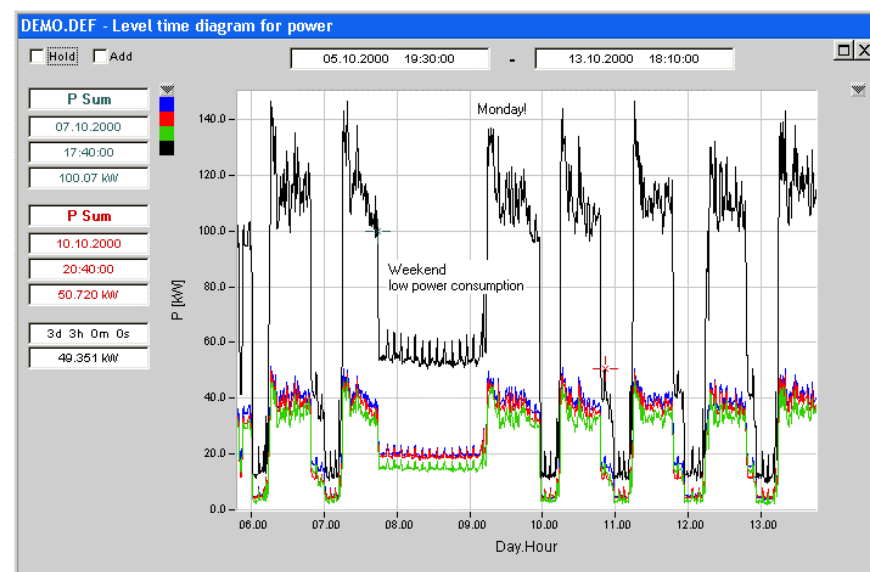 DEMO.DEF - Level time diagram for power
Hold Add
05.10.2000 19:30:00 - 13.10.2000 18:10:00
P Sum
07.10.2000
17:40:00
100.07 kW
P Sum
10.10.2000
20:40:00
50.720 kW
3d 3h 0m 0s
49.351 kW
P [kW]
140.0
120.0
100.0
80.0
60.0
40.0
20.0
0.0
Monday!
Weekend
low power consumption
06.00 07.00 08.00 09.00 10.00 11.00 12.00 13.00
Day.Hour